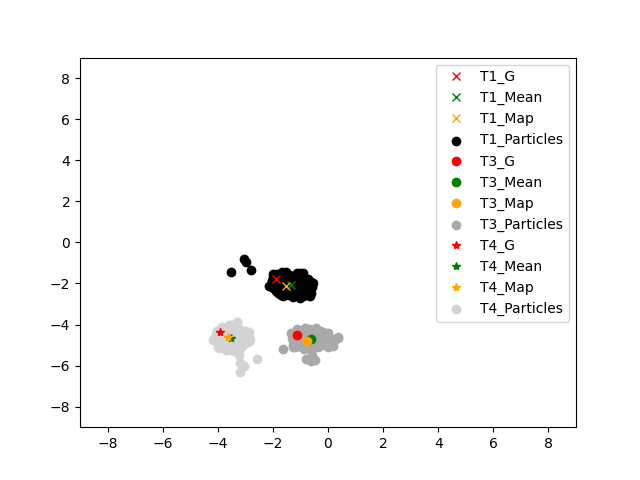 8
6
4
2
0
−2
−4
−6
−8
−8 −6 −4 −2 0 2 4 6 8
T1_G
T1_Mean
T1_Map
T1_Particles
T3_G
T3_Mean
T3_Map
T3_Particles
T4_G
T4_Mean
T4_Map
T4_Particles